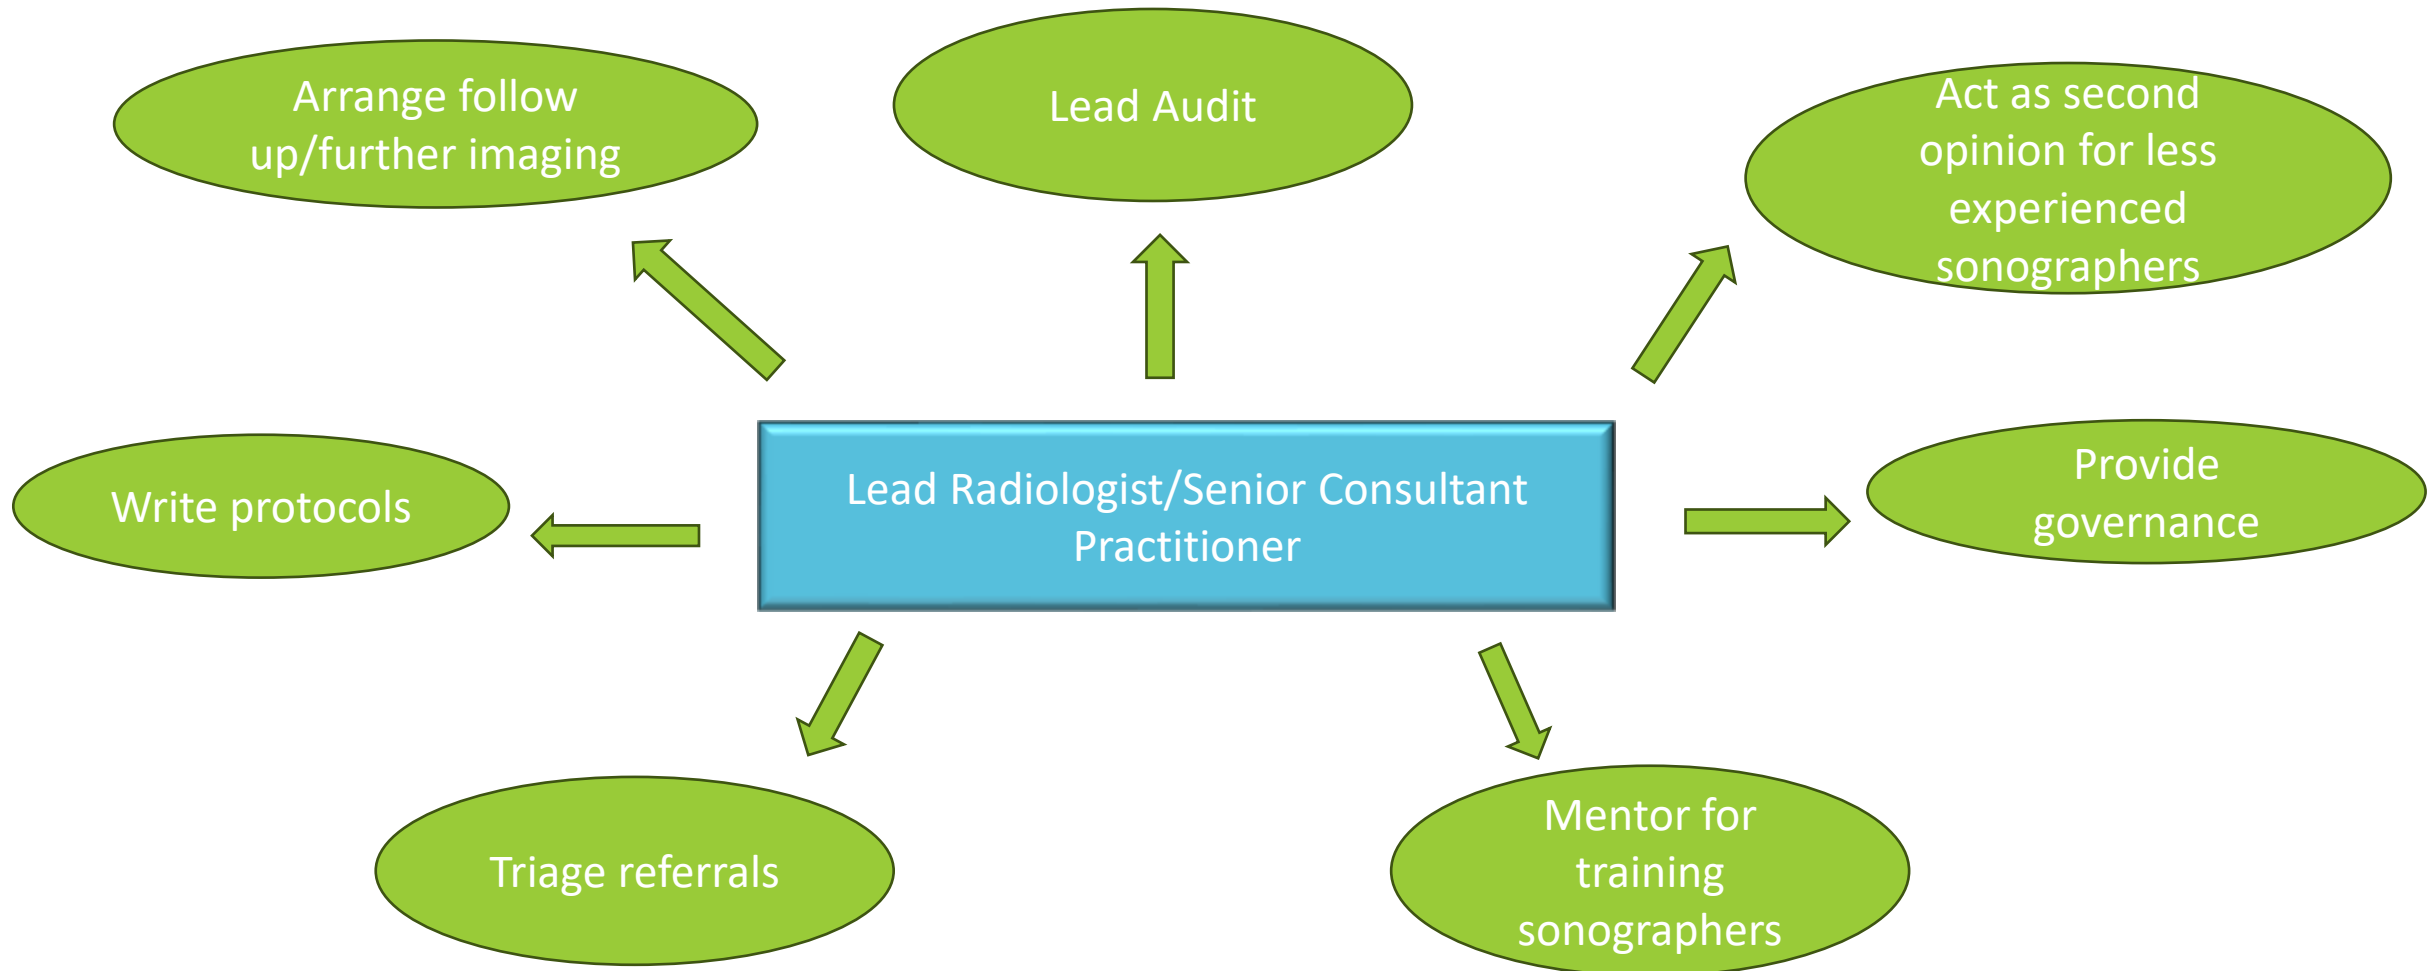 Arrange follow
up/further imaging
Lead Audit
Act as second
opinion for less
experienced
sonographers
Write protocols
Lead Radiologist/Senior Consultant
Practitioner
Provide
governance
Triage referrals
Mentor for
training
sonographers